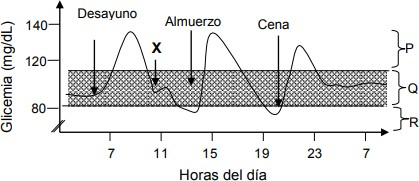 Desayuno
Almuerzo
Cena
X
Glicemia (mg/dL)
140
120
80
P
Q
R
7 11 15 19 23 7
Horas del día